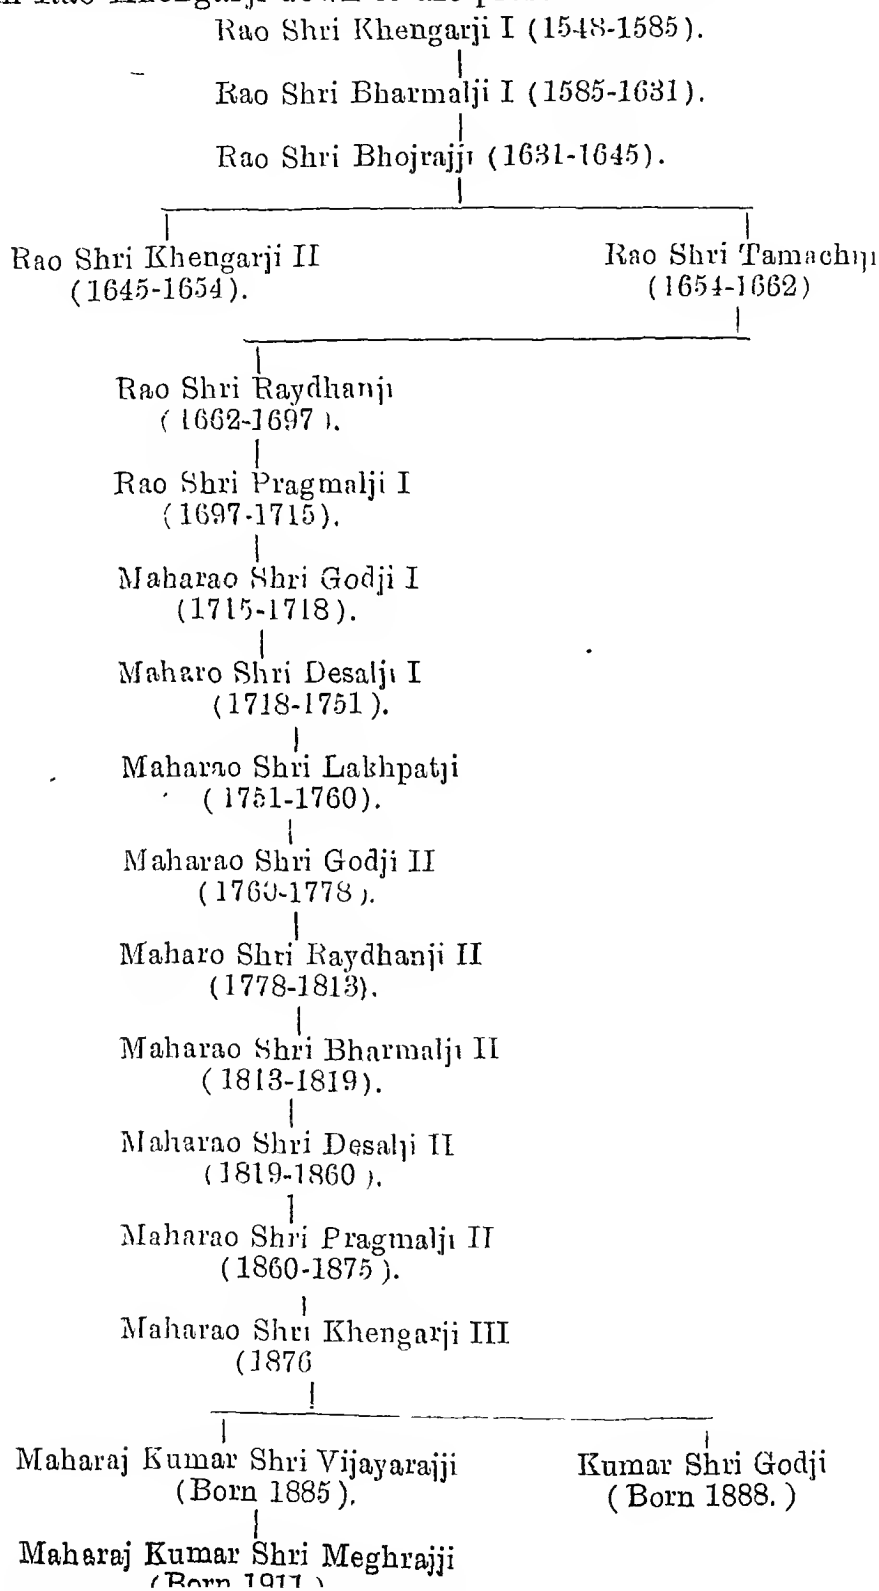 Rao Shri Khengarji I (1548-1585).
Rao Shri Bharmalji I (1585-1631).
Rao Shri Bhojrajji (1631-1645).
Rao Shri Khengarji II
(1645-1654).
Rao Shri Tamachiji
(1654-1662)
Rao Shri Raydhanji
(1662-1697).
Rao Shri Pragmalji I
(1697-1715).
Maharao Shri Godji I
(1715-1718).
Maharo Shri Desalji I
(1718-1751).
Maharao Shri Lakhpatji
(1751-1760).
Maharao Shri Godji II
(1760-1778).
Maharo Shri Raydhanji II
(1778-1813).
Maharao Shri Bharmalji II
(1813-1819).
Maharao Shri Desalji II
(1819-1860).
Maharao Shri Pragmalji II
(1860-1875).
Maharao Shri Khengarji III
(1876
Maharaj Kumar Shri Vijayarajji
(Born 1885).
Kumar Shri Godji
(Born 1888.)
Maharaj Kumar Shri Meghrajji
(Born 1911)